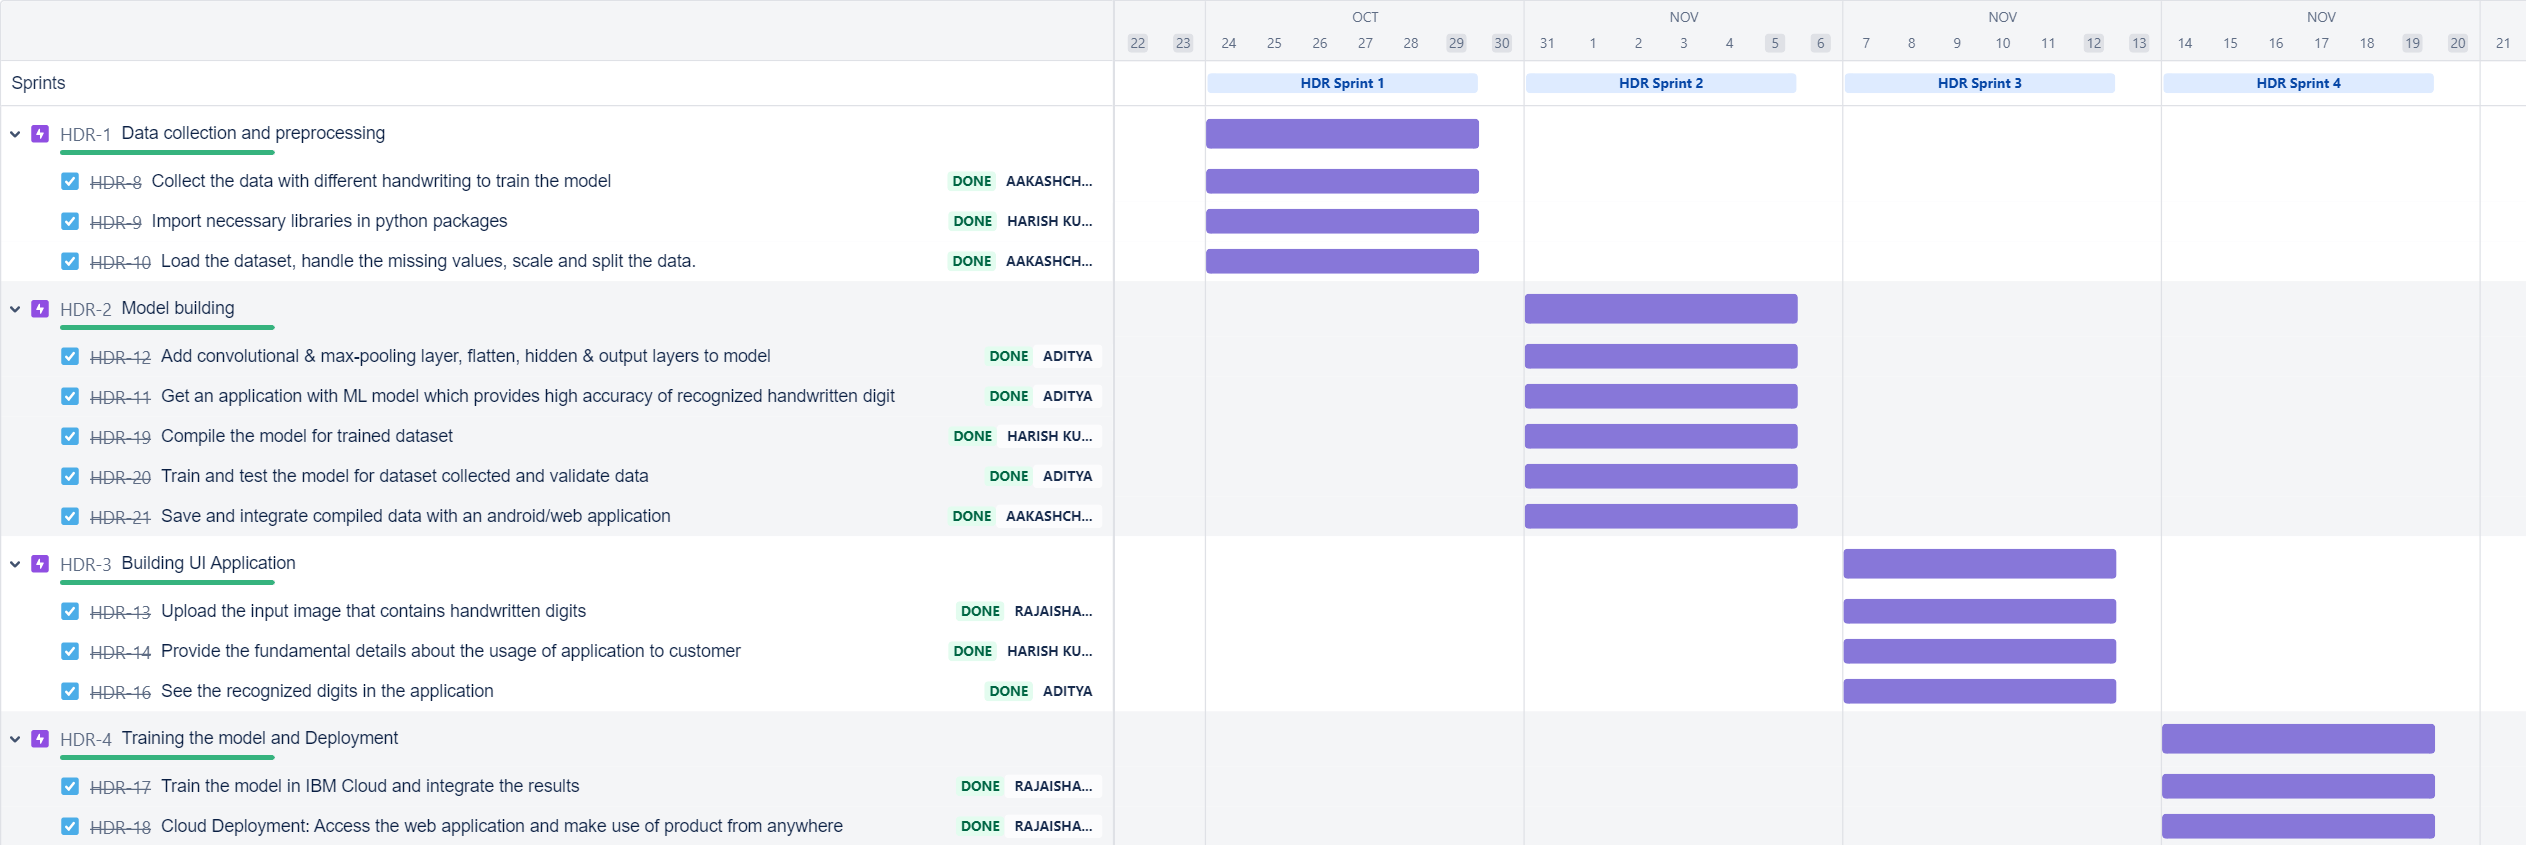 OCT NOV NOV NOV
22 23 24 25 26 27 28 29 30 31 1 2 3 4 5 6 7 8 9 10 11 12 13 14 15 16 17 18 19 20 21
Sprints HDR Sprint 1 HDR Sprint 2 HDR Sprint 3 HDR Sprint 4
HDR-1 Data collection and preprocessing
HDR-8 Collect the data with different handwriting to train the model DONE AAKASHCH...
HDR-9 Import necessary libraries in python packages DONE HARISH KU...
HDR-10 Load the dataset, handle the missing values, scale and split the data. DONE AAKASHCH...
HDR-2 Model building
HDR-12 Add convolutional & max-pooling layer, flatten, hidden & output layers to model DONE ADITYA
HDR-11 Get an application with ML model which provides high accuracy of recognized handwritten digit DONE ADITYA
HDR-19 Compile the model for trained dataset DONE HARISH KU...
HDR-20 Train and test the model for dataset collected and validate data DONE ADITYA
HDR-21 Save and integrate compiled data with an android/web application DONE AAKASHCH...
HDR-3 Building UI Application
HDR-13 Upload the input image that contains handwritten digits DONE RAJAISHA...
HDR-14 Provide the fundamental details about the usage of application to customer DONE HARISH KU...
HDR-16 See the recognized digits in the application DONE ADITYA
HDR-4 Training the model and Deployment
HDR-17 Train the model in IBM Cloud and integrate the results DONE RAJAISHA...
HDR-18 Cloud Deployment: Access the web application and make use of product from anywhere DONE RAJAISHA...